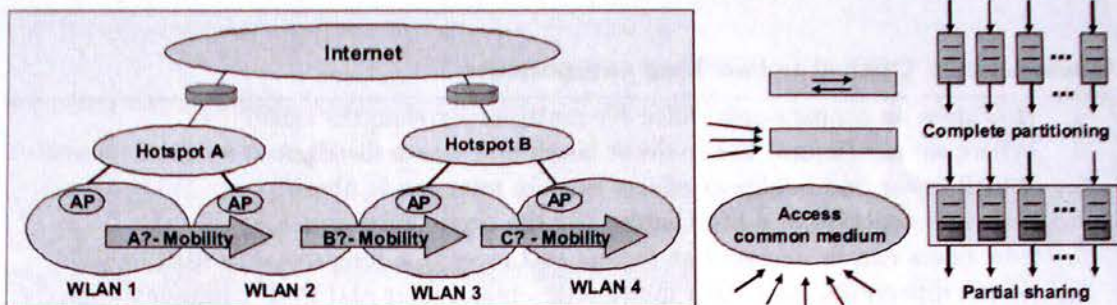 Internet
Hotspot A
Hotspot B
AP
AP
AP
AP
A?- Mobility
B?- Mobility
C? - Mobility
WLAN 1
WLAN 2
WLAN 3
WLAN 4
Access
common medium
Complete partitioning
Partial sharing